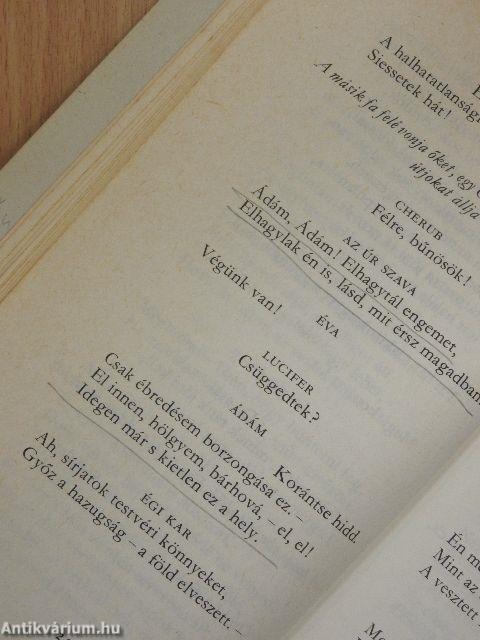 A halhatatlanság
Siessetek hát!
A másik fa felé vonja őket, egy
útjokat állja
CHERUB
Félre, bűnösök!
AZ ÚR SZAVA
Ádám, Ádám! Elhagytál engemet,
Elhagylak én is, lásd, mit érsz magadban.
ÉVA
Végünk van!
LUCIFER
Csüggedtek?
ÁDÁM
Korántse hidd.
Csak ébredésem borzongása ez. –
El innen, hölgyem, bárhová, – el, el!
Idegen már s kietlen ez a hely.
ÉGI KAR
Ah, sírjatok testvéri könnyeket,
Győz a hazugság – a föld elveszett. –
Én me
Mint az
A vesztett
Antikvárium.hu